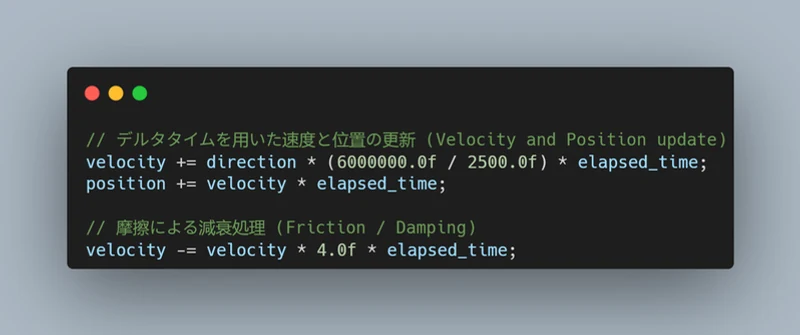 // デルタタイムを用いた速度と位置の更新 (Velocity and Position update)
velocity += direction * (6000000.0f / 2500.0f) * elapsed_time;
position += velocity * elapsed_time;
// 摩擦による減衰処理 (Friction / Damping)
velocity -= velocity * 4.0f * elapsed_time;